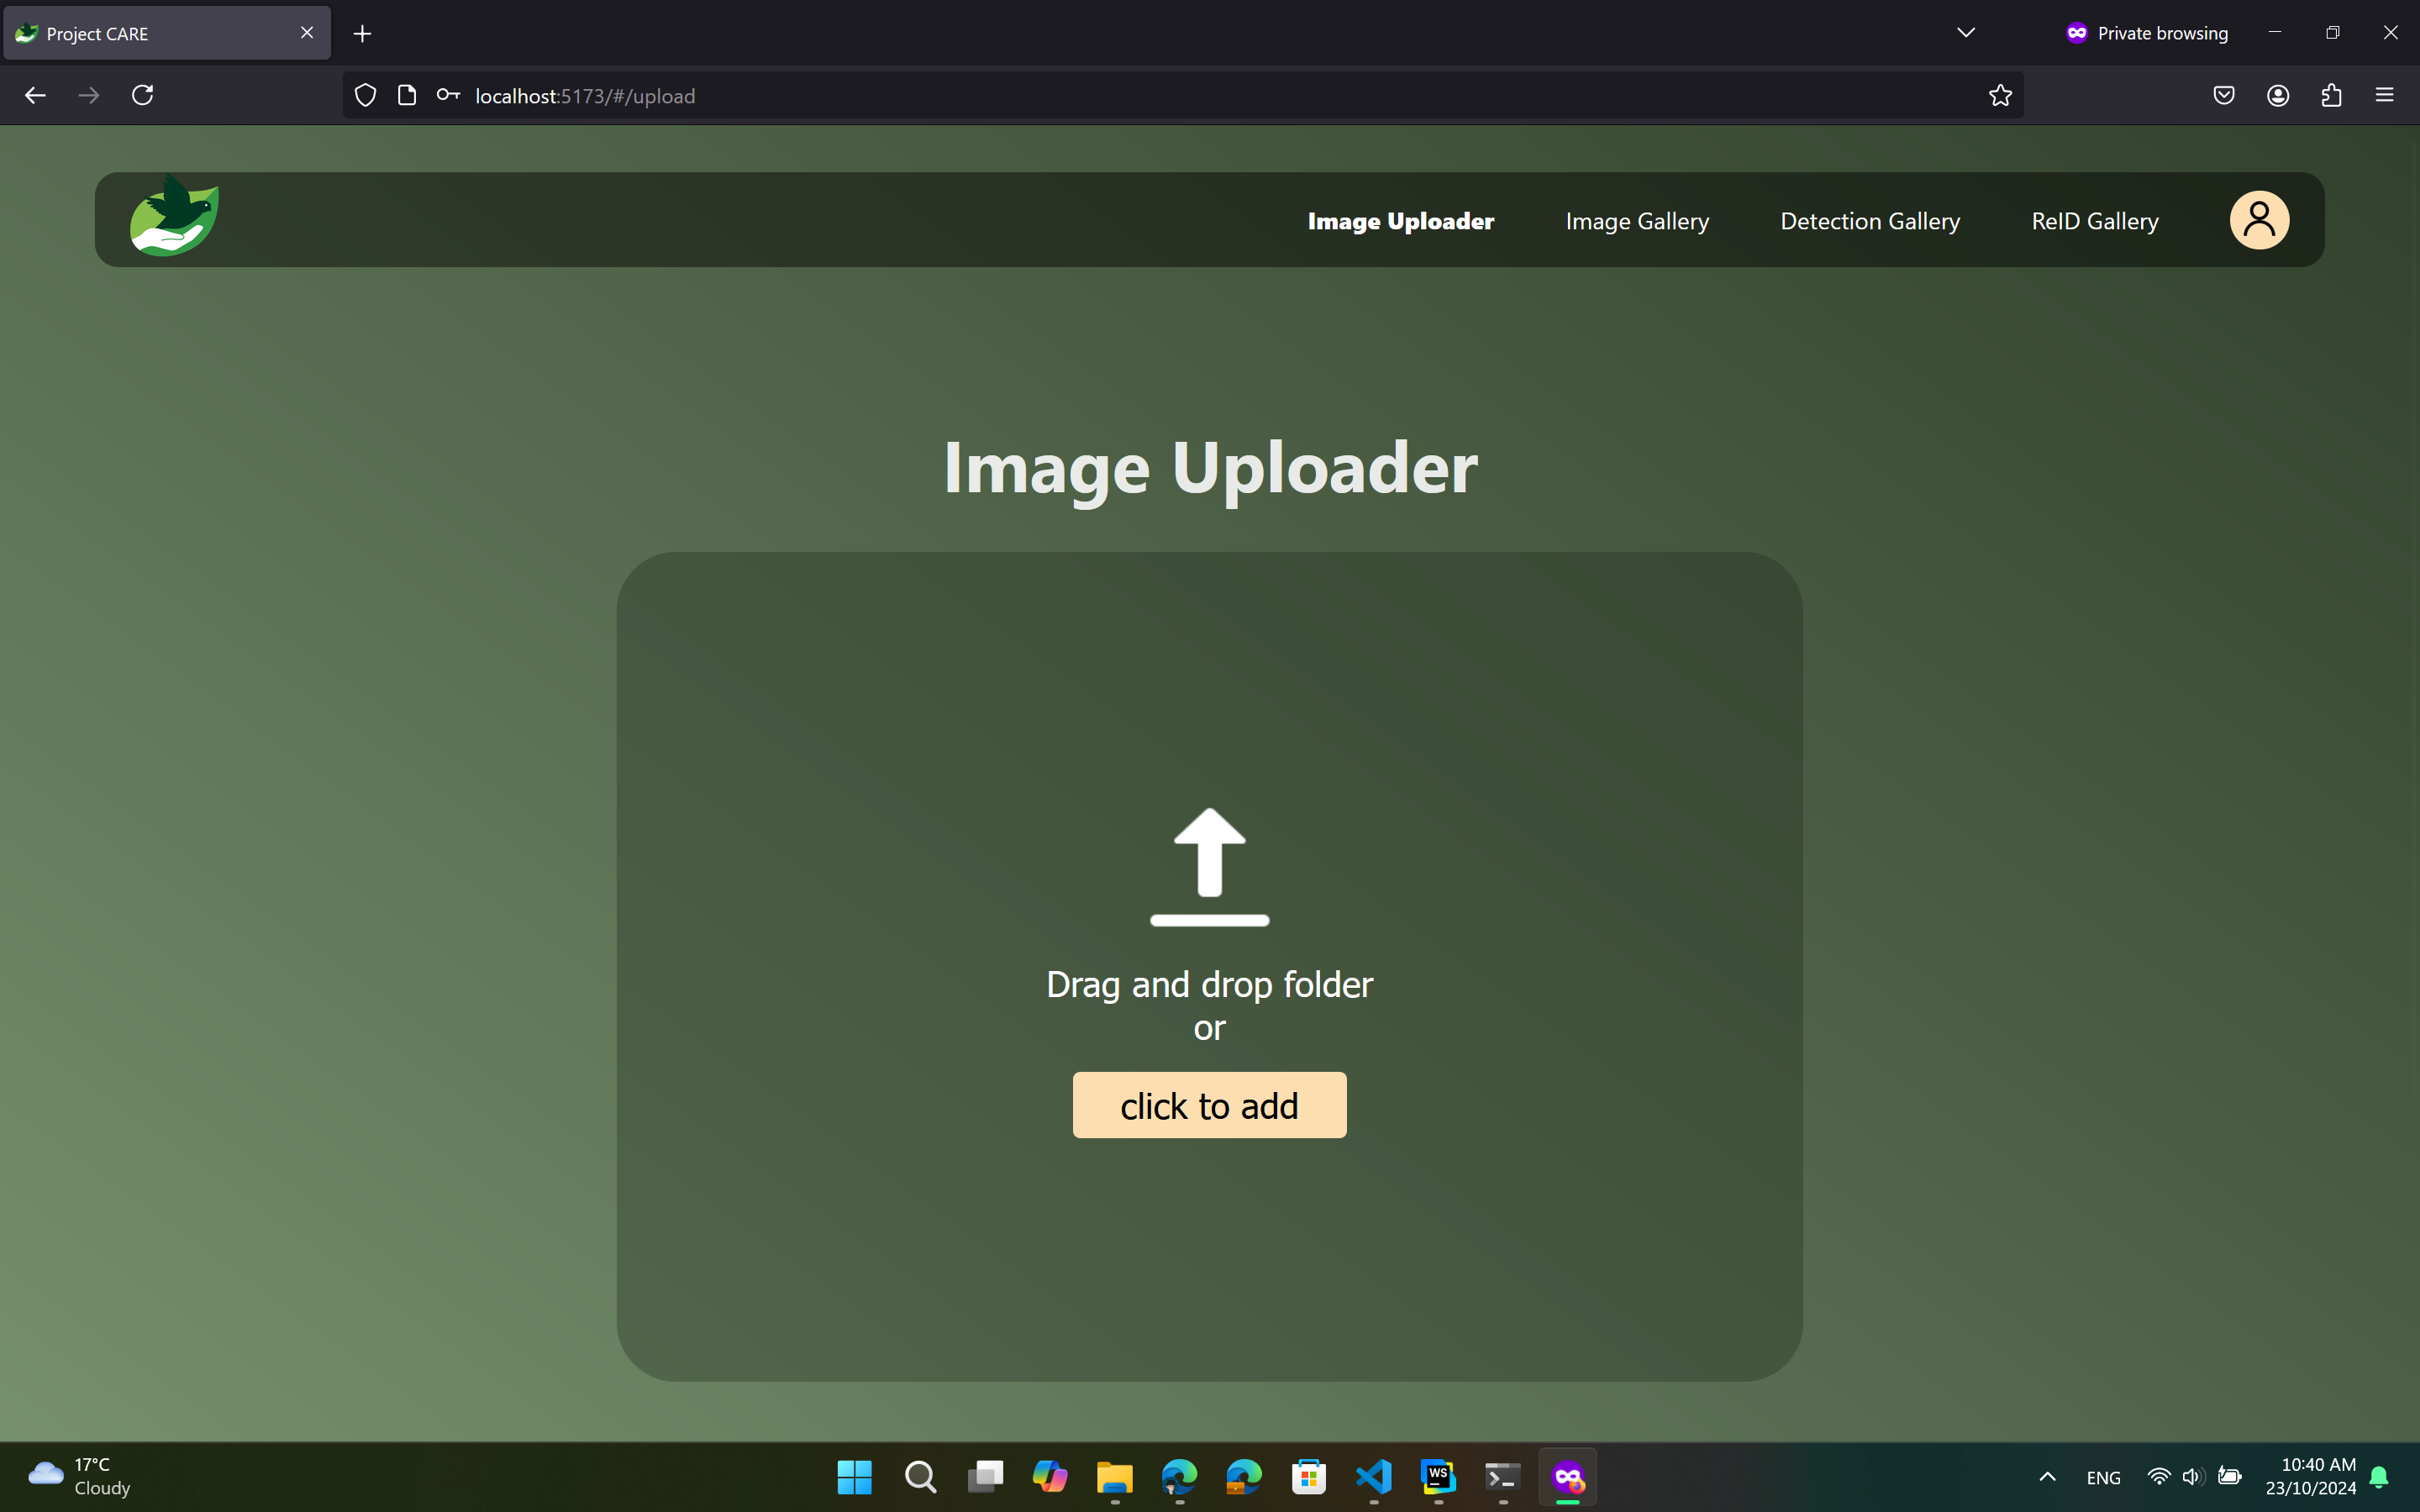 Project CARE
Private browsing
localhost:5173/#/upload
Image Uploader
Image Gallery
Detection Gallery
ReID Gallery
Image Uploader
Drag and drop folder
or
click to add
17°C
Cloudy
WS
ENG
10:40 AM
23/10/2024